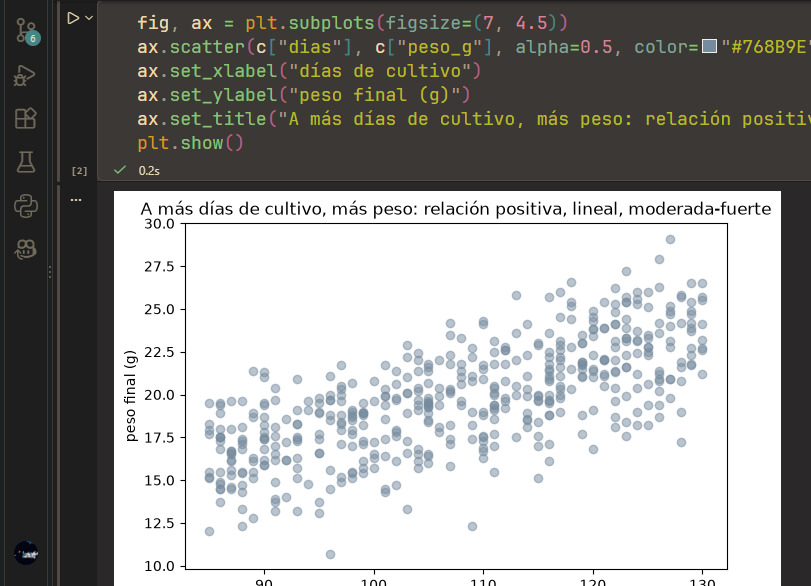 fig, ax = plt.subplots(figsize=(7, 4.5))
ax.scatter(c["dias"], c["peso_g"], alpha=0.5, color="#768B9E"
ax.set_xlabel("días de cultivo")
ax.set_ylabel("peso final (g)")
ax.set_title("A más días de cultivo, más peso: relación positiv
plt.show()
[2]
0.2s
6
...
A más días de cultivo, más peso: relación positiva, lineal, moderada-fuerte
30.0
27.5
25.0
22.5
20.0
17.5
15.0
12.5
10.0
peso final (g)
90
100
110
120
130